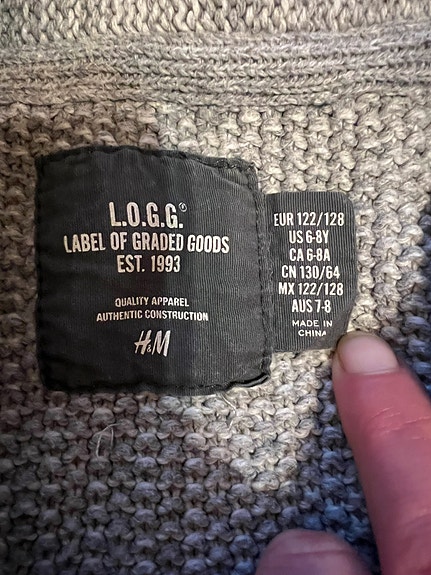 L.O.G.G.®
LABEL OF GRADED GOODS
EST. 1993
QUALITY APPAREL
AUTHENTIC CONSTRUCTION
H&M
EUR 122/128
US 6-8Y
CA 6-8A
CN 130/64
MX 122/128
AUS 7-8
MADE IN
CHINA